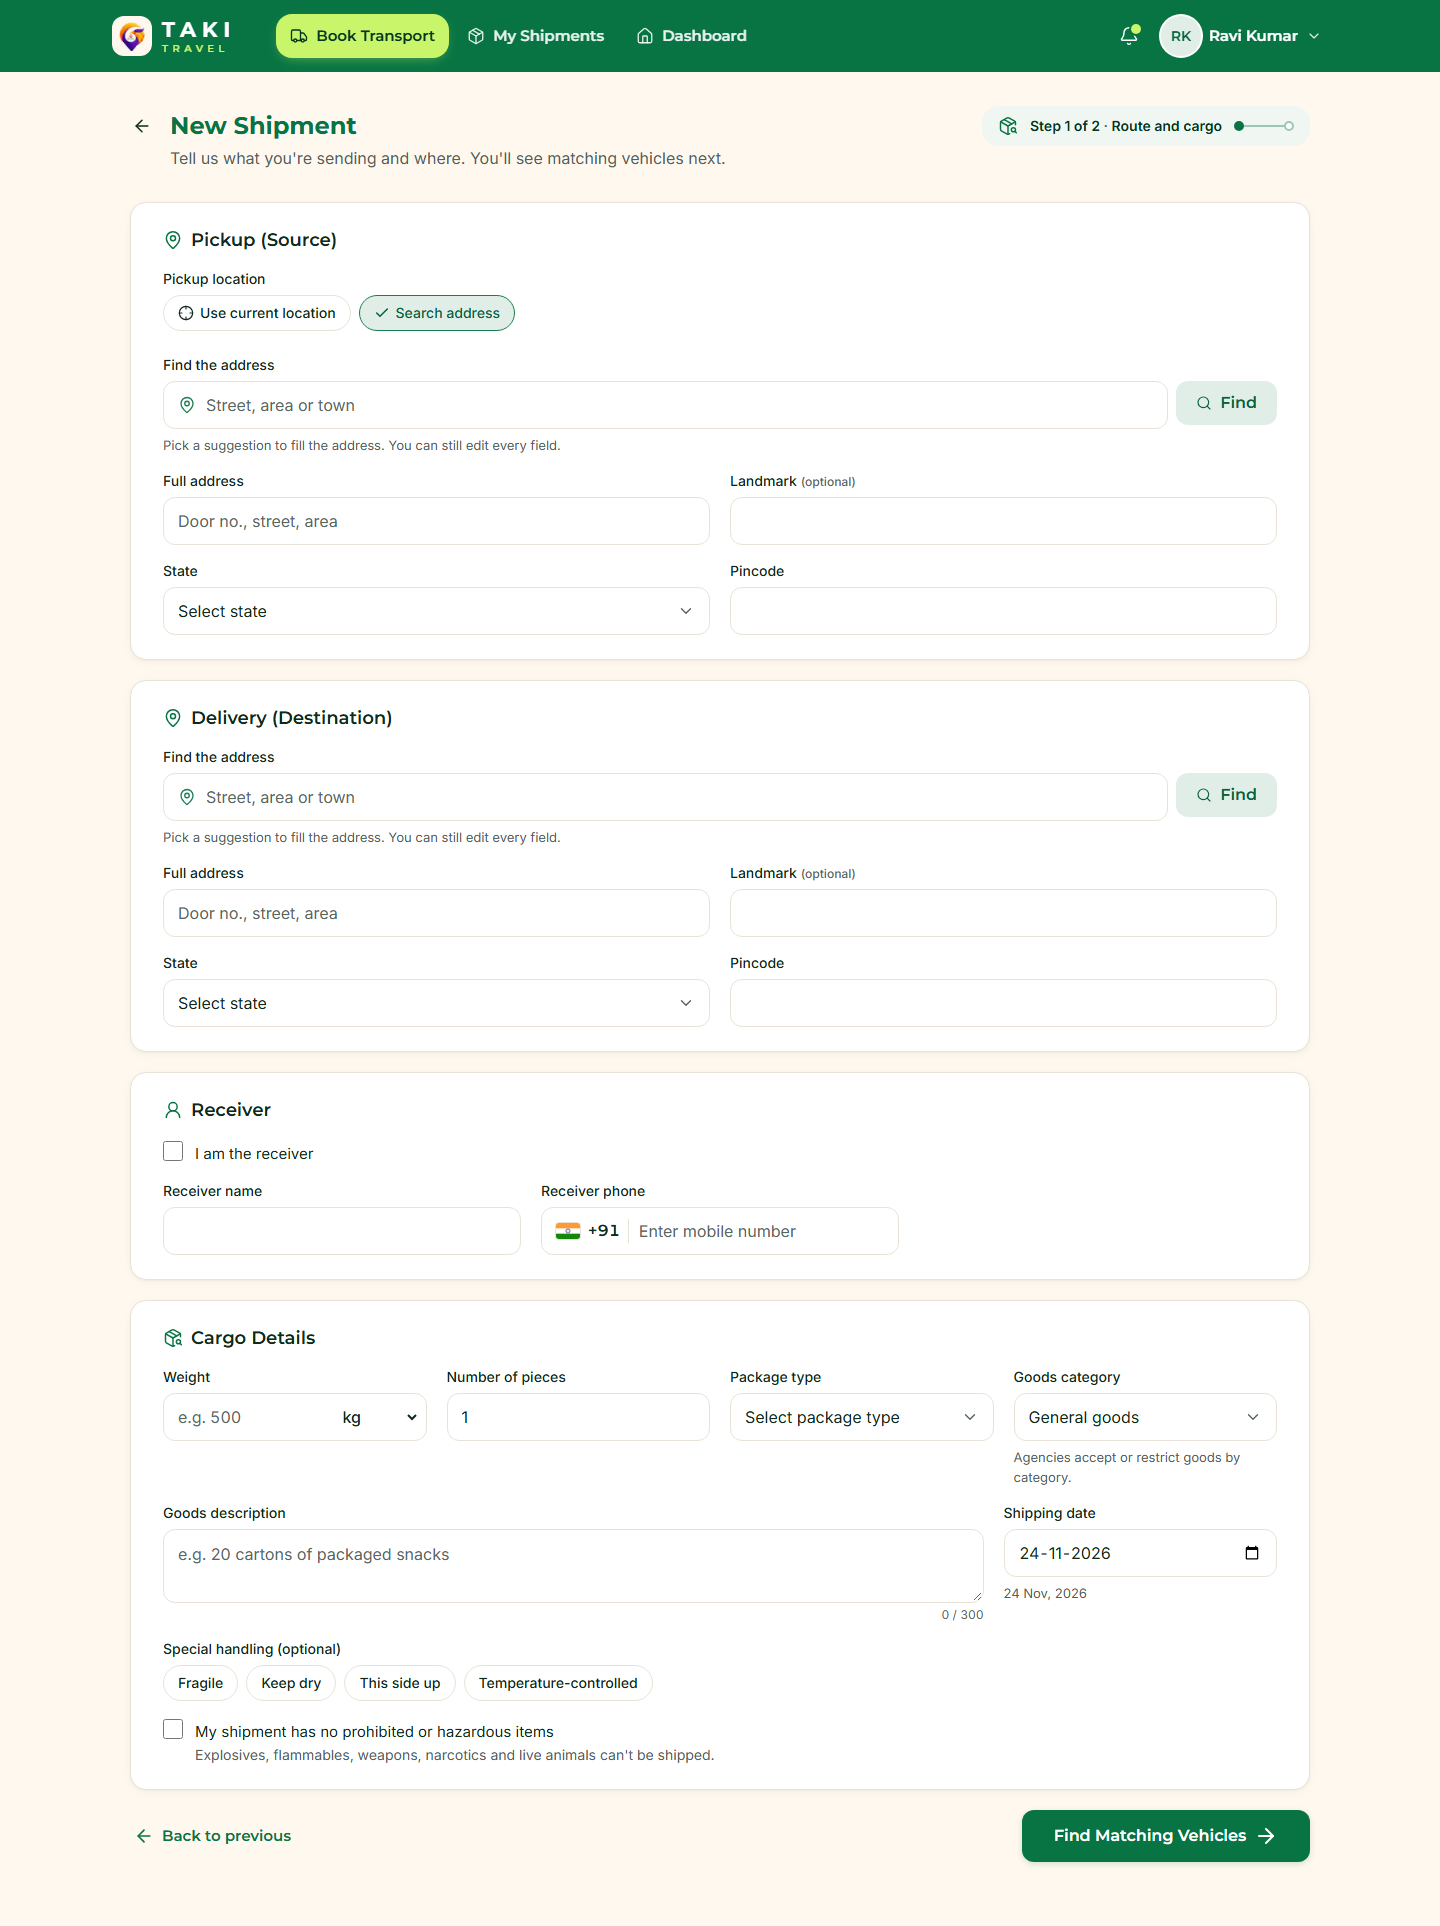 TAKI
TRAVEL
Book Transport
My Shipments
Dashboard
RK
Ravi Kumar
New Shipment
Step 1 of 2 · Route and cargo
Tell us what you're sending and where. You'll see matching vehicles next.
Pickup (Source)
Pickup location
Use current location
Search address
Find the address
Street, area or town
Find
Pick a suggestion to fill the address. You can still edit every field.
Full address
Landmark (optional)
Door no., street, area
State
Pincode
Select state
Delivery (Destination)
Find the address
Street, area or town
Find
Pick a suggestion to fill the address. You can still edit every field.
Full address
Landmark (optional)
Door no., street, area
State
Pincode
Select state
Receiver
I am the receiver
Receiver name
Receiver phone
+91
Enter mobile number
Cargo Details
Weight
Number of pieces
Package type
Goods category
e.g. 500
kg
1
Select package type
General goods
Agencies accept or restrict goods by
category.
Goods description
Shipping date
e.g. 20 cartons of packaged snacks
24-11-2026
24 Nov, 2026
0 / 300
Special handling (optional)
Fragile
Keep dry
This side up
Temperature-controlled
My shipment has no prohibited or hazardous items
Explosives, flammables, weapons, narcotics and live animals can't be shipped.
Back to previous
Find Matching Vehicles